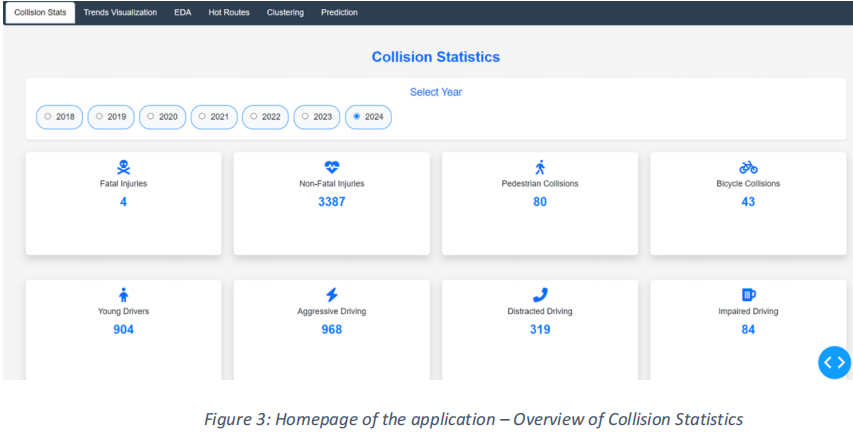 Collision Stats Trends Visualization EDA Hot Routes Clustering Prediction
Collision Statistics
Select Year
2018 2019 2020 2021 2022 2023 2024
Fatal Injuries Non-Fatal Injuries Pedestrian Collisions Bicycle Collisions
4 3387 80 43
Young Drivers Aggressive Driving Distracted Driving Impaired Driving
904 968 319 84
Figure 3: Homepage of the application – Overview of Collision Statistics